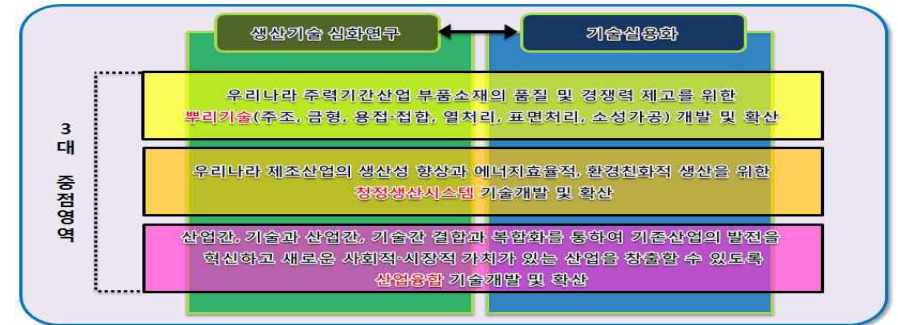 생산기술 심화연구
기술실용화
3대 중점영역
우리나라 주력기간산업 부품소재의 품질 및 경쟁력 제고를 위한
뿌리기술(주조, 금형, 용접·접합, 열처리, 표면처리, 소성가공) 개발 및 확산
우리나라 제조산업의 생산성 향상과 에너지효율적, 환경친화적 생산을 위한
청정생산시스템 기술개발 및 확산
산업간, 기술과 산업간, 기술간 결합과 복합화를 통하여 기존산업의 발전을
혁신하고 새로운 사회적·시장적 가치가 있는 산업을 창출할 수 있도록
산업융합 기술개발 및 확산